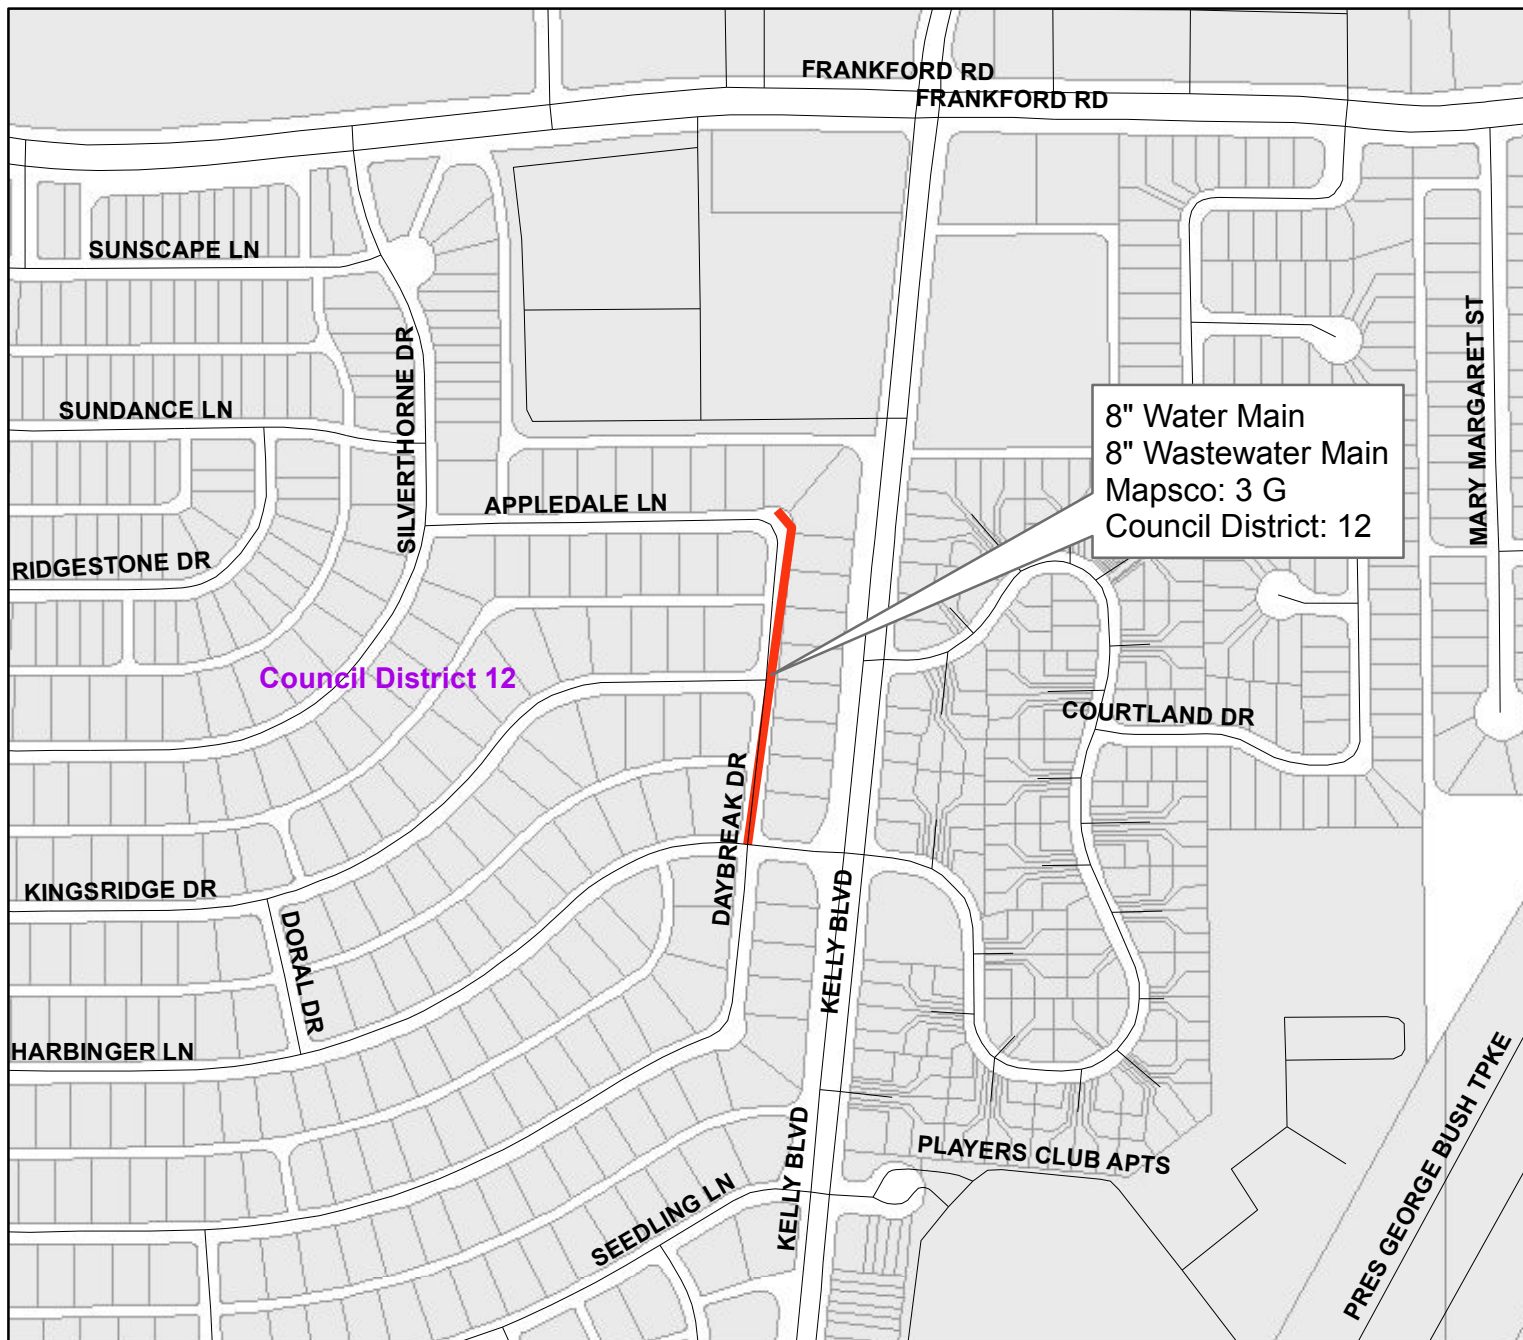 FRANKFORD RD
FRANKFORD RD
SUNSCAPE LN
SILVERTHORNE DR
MARY MARGARET ST
SUNDANCE LN
8" Water Main
8" Wastewater Main
Mapsco: 3 G
Council District: 12
APPLEDALE LN
RIDGESTONE DR
Council District 12
COURTLAND DR
DAYBREAK DR
KINGSRIDGE DR
DORAL DR
KELLY BLVD
HARBINGER LN
PRES GEORGE BUSH TPKE
KELLY BLVD
PLAYERS CLUB APTS
SEEDLING LN